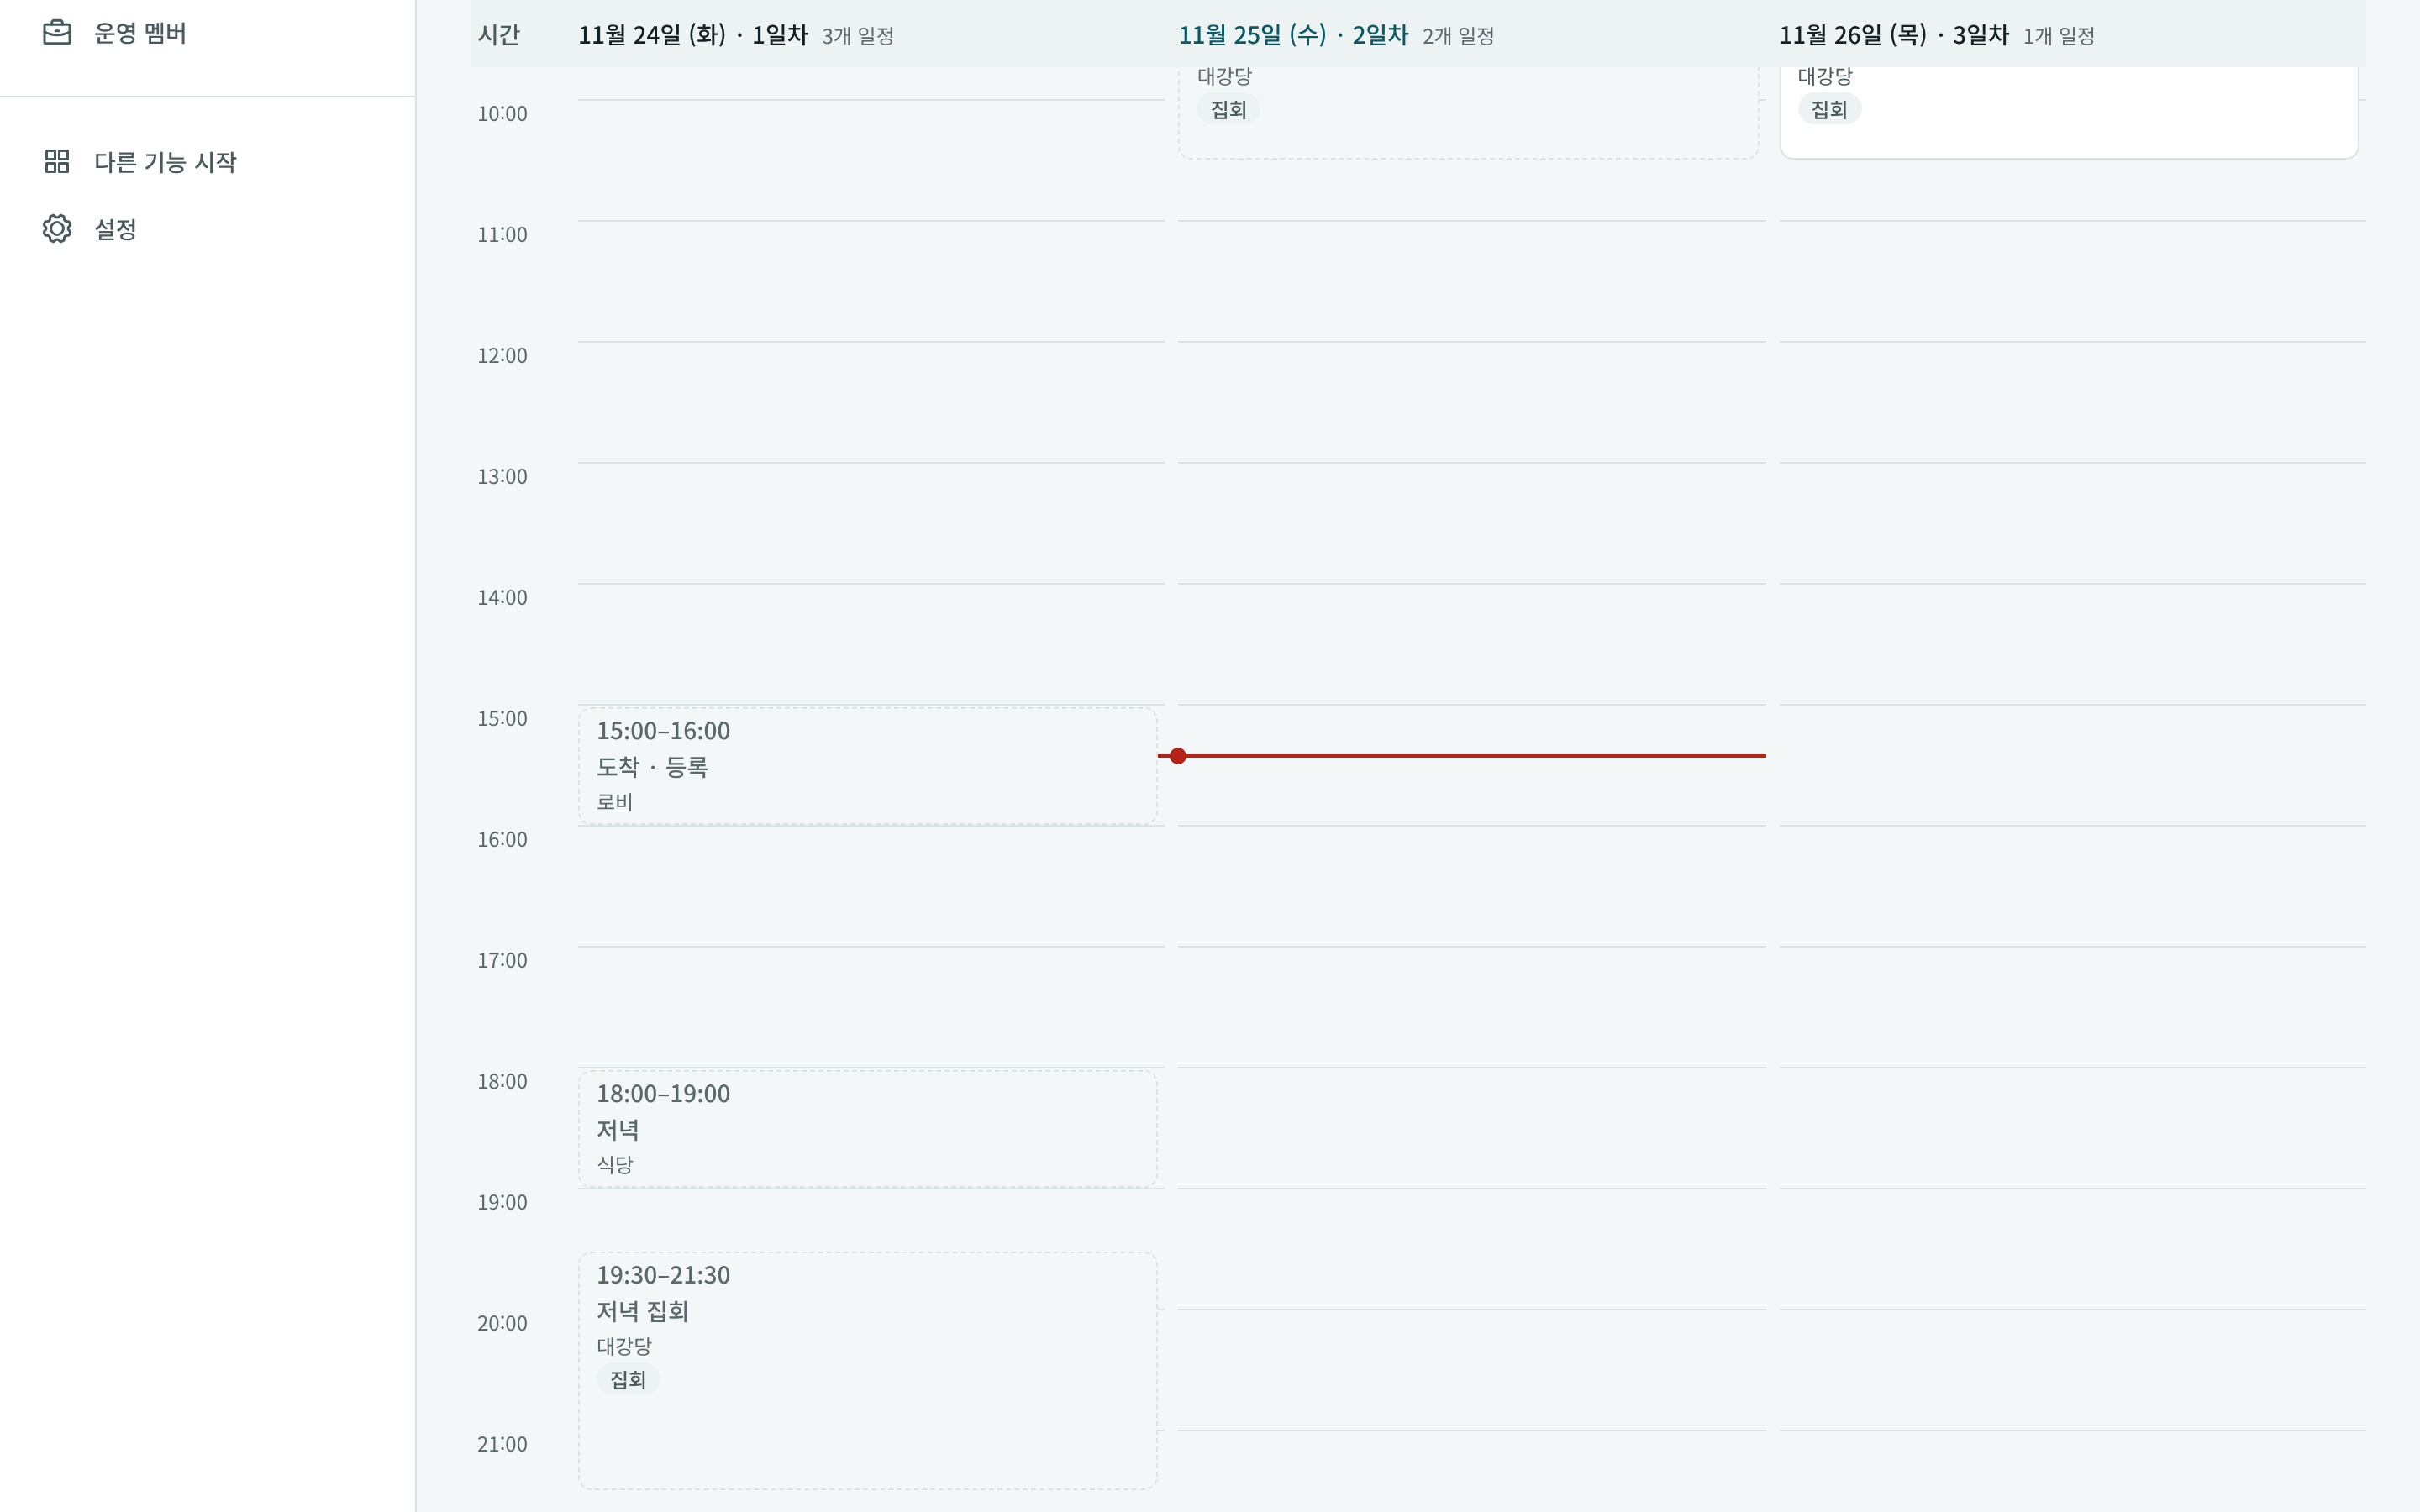 운영 멤버
다른 기능 시작
설정
시간
11월 24일 (화) · 1일차 3개 일정
11월 25일 (수) · 2일차 2개 일정
11월 26일 (목) · 3일차 1개 일정
대강당
집회
대강당
집회
10:00
11:00
12:00
13:00
14:00
15:00
15:00–16:00
도착 · 등록
로비
16:00
17:00
18:00
18:00–19:00
저녁
식당
19:00
19:30–21:30
저녁 집회
20:00
대강당
집회
21:00